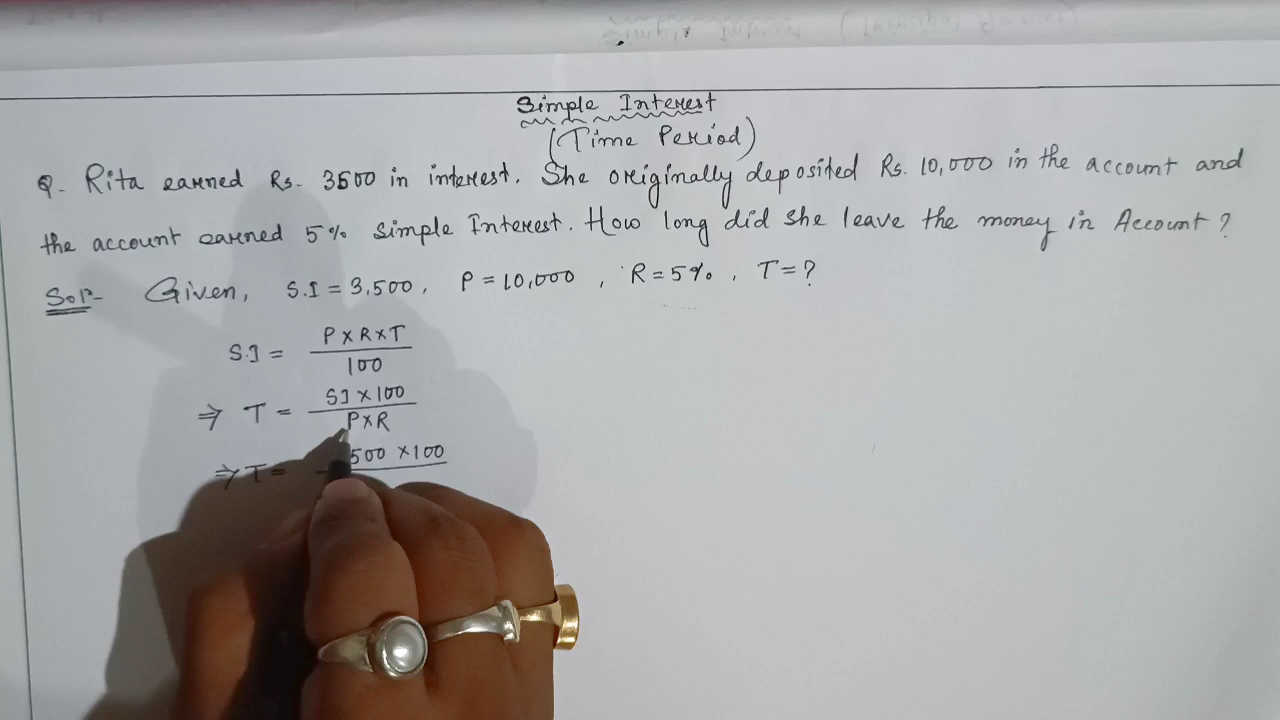 Simple Interest
(Time Period)
Q. Rita earned Rs. 3500 in interest. She originally deposited Rs. 10,000 in the account and
the account earned 5% Simple Interest. How long did she leave the money in Account?
Sol- Given, S.I = 3,500, P = 10,000, R = 5%, T = ?
S.I = P X R X T
100
⇒ T = SI X 100
P X R
⇒ T = 500 X 100